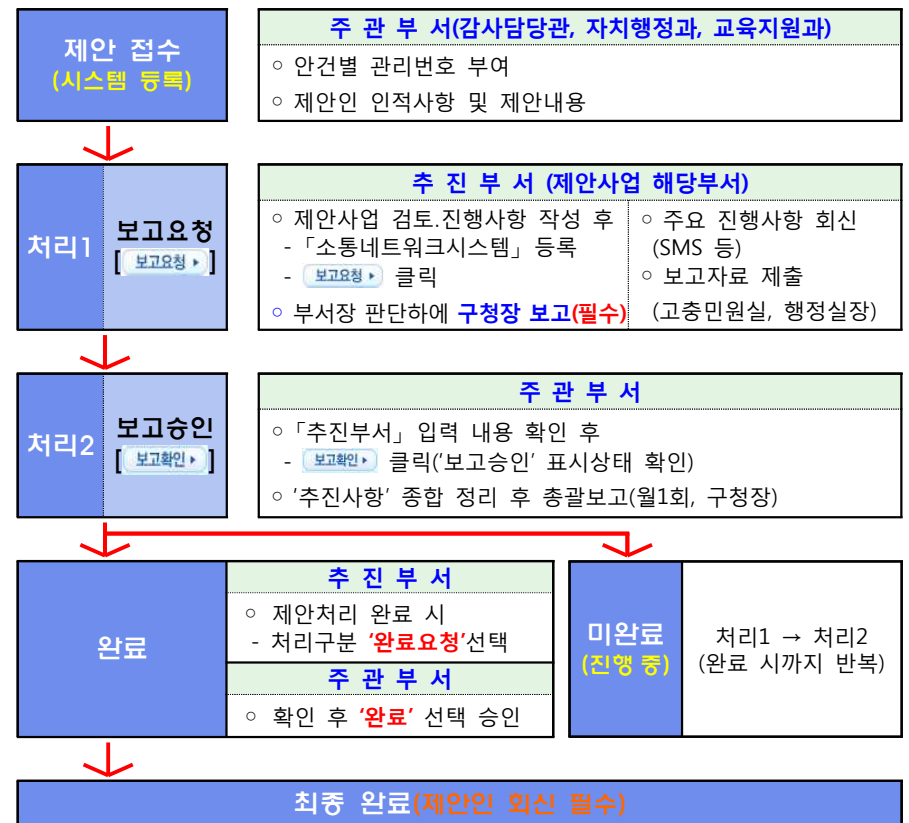 제안 접수
(시스템 등록)
주 관 부 서(감사담당관, 자치행정과, 교육지원과)
○ 안건별 관리번호 부여
○ 제안인 인적사항 및 제안내용
처리1
보고요청
[보고요청 ▸]
추 진 부 서 (제안사업 해당부서)
○ 제안사업 검토.진행사항 작성 후
-「소통네트워크시스템」등록
- 보고요청 ▸ 클릭
○ 부서장 판단하에 구청장 보고(필수)
○ 주요 진행사항 회신
(SMS 등)
○ 보고자료 제출
(고충민원실, 행정실장)
처리2
보고승인
[보고확인 ▸]
주 관 부 서
○「추진부서」입력 내용 확인 후
- 보고확인 ▸ 클릭('보고승인' 표시상태 확인)
○ '추진사항' 종합 정리 후 총괄보고(월1회, 구청장)
완료
추 진 부 서
○ 제안처리 완료 시
- 처리구분 '완료요청'선택
주 관 부 서
○ 확인 후 '완료' 선택 승인
미완료
(진행 중)
처리1 → 처리2
(완료 시까지 반복)
최종 완료(제안인 회신 필수)